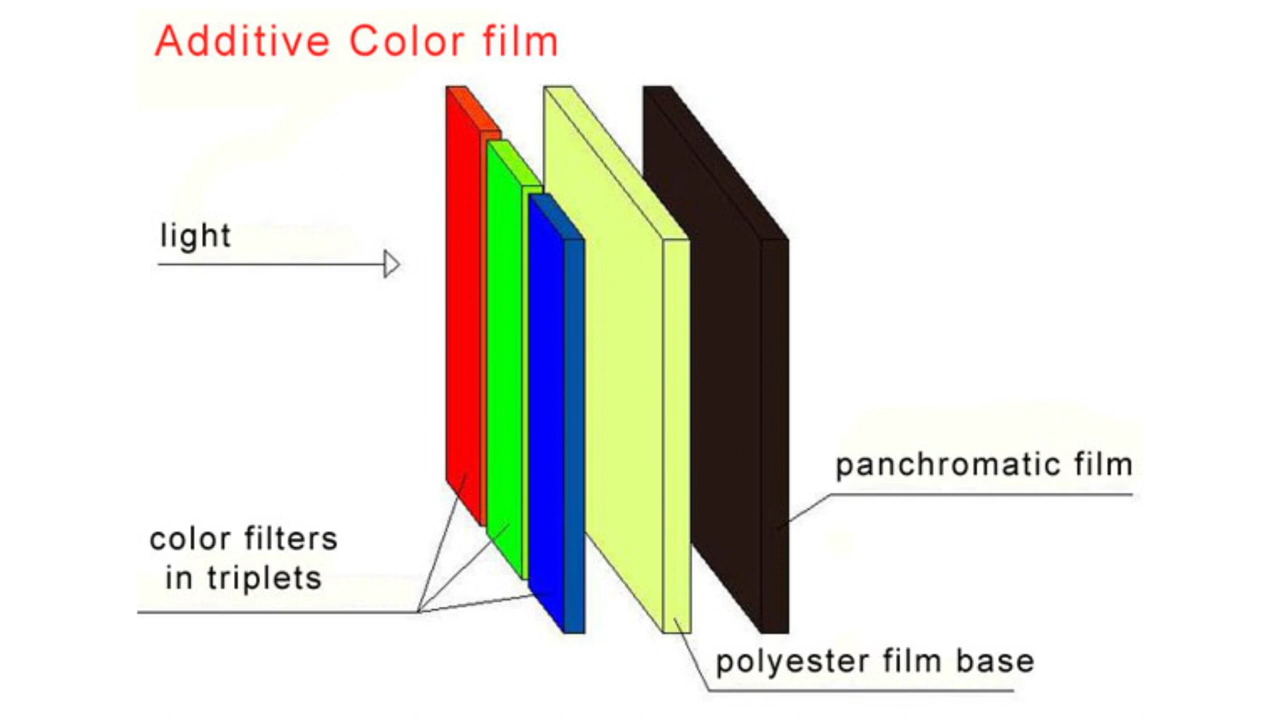 Additive Color film
light
panchromatic film
color filters
in triplets
polyester film base